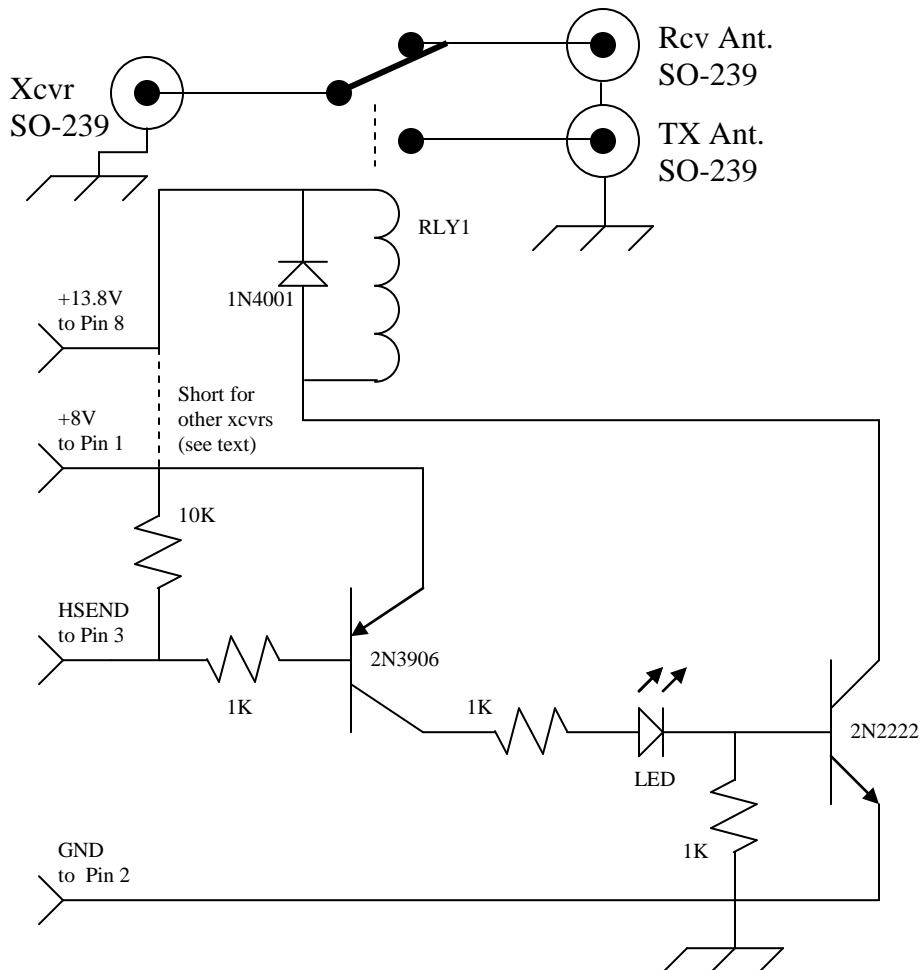 Xcvr
SO-239
Rcv Ant.
SO-239
TX Ant.
SO-239
RLY1
1N4001
+13.8V
to Pin 8
Short for
other xcvrs
(see text)
+8V
to Pin 1
10K
HSEND
to Pin 3
1K
2N3906
1K
LED
2N2222
1K
GND
to Pin 2